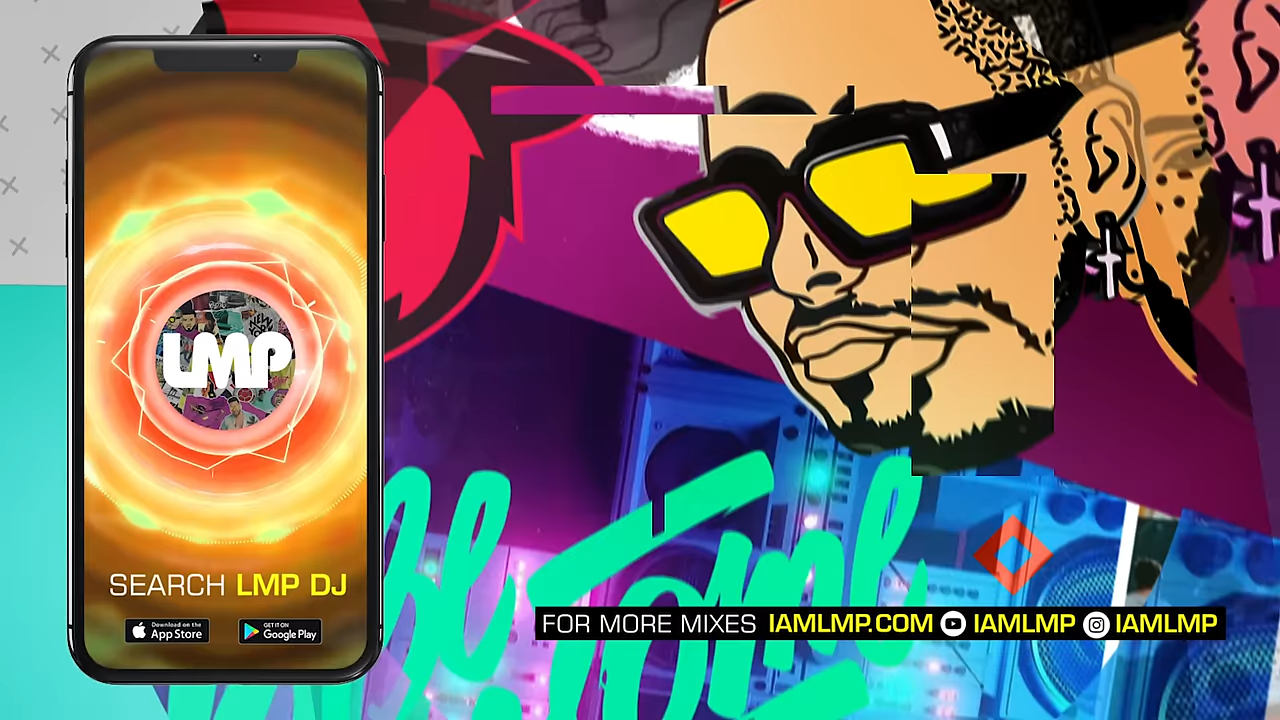 LMP
SEARCH LMP DJ
Download on the
App Store
GET IT ON
Google Play
FOR MORE MIXES IAMLMP.COM IAMLMP IAMLMP